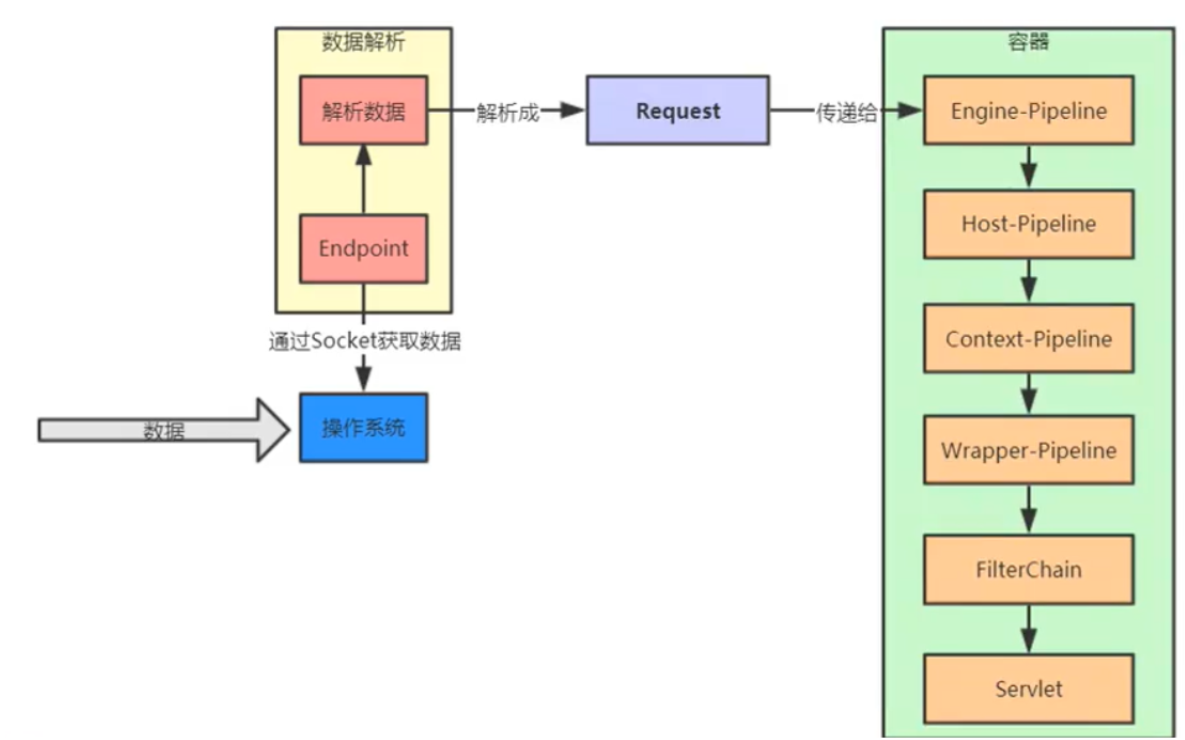 数据解析
解析数据
Endpoint
通过Socket获取数据
数据
操作系统
解析成
Request
传递给
容器
Engine-Pipeline
Host-Pipeline
Context-Pipeline
Wrapper-Pipeline
FilterChain
Servlet